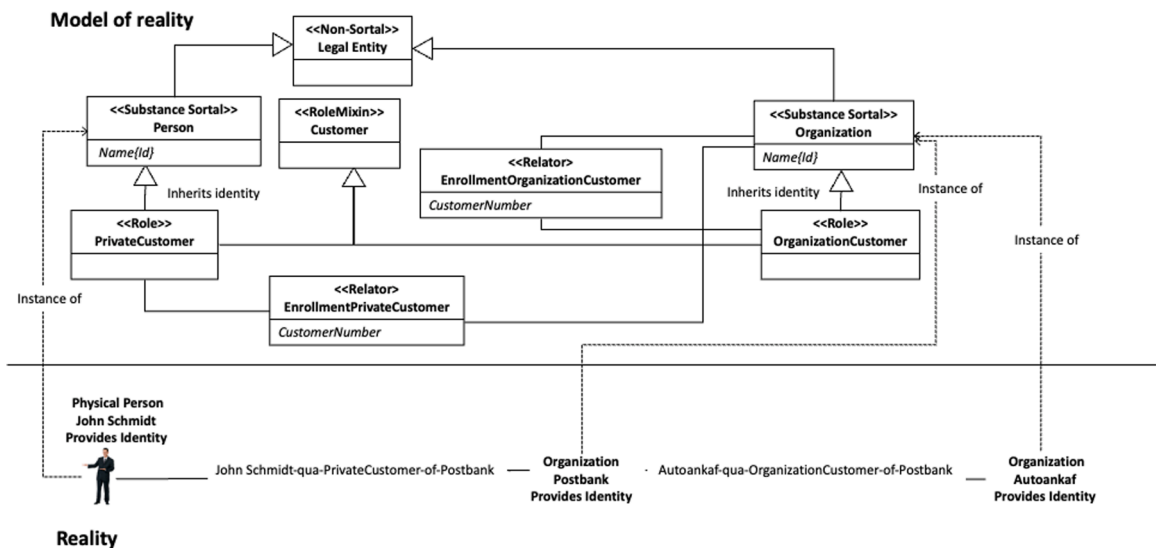 Model of reality
<<Non-Sortal>>
Legal Entity
<<Substance Sortal>>
Person
Name{Id}
<<RoleMixin>>
Customer
<<Substance Sortal>>
Organization
Name{Id}
<<Relator>
EnrollmentOrganizationCustomer
CustomerNumber
Inherits identity
Inherits identity
Instance of
<<Role>>
PrivateCustomer
<<Role>>
OrganizationCustomer
Instance of
Instance of
<<Relator>
EnrollmentPrivateCustomer
CustomerNumber
Physical Person
John Schmidt
Provides Identity
John Schmidt-qua-PrivateCustomer-of-Postbank
Organization
Postbank
Provides Identity
Autoankaf-qua-OrganizationCustomer-of-Postbank
Organization
Autoankaf
Provides Identity
Reality